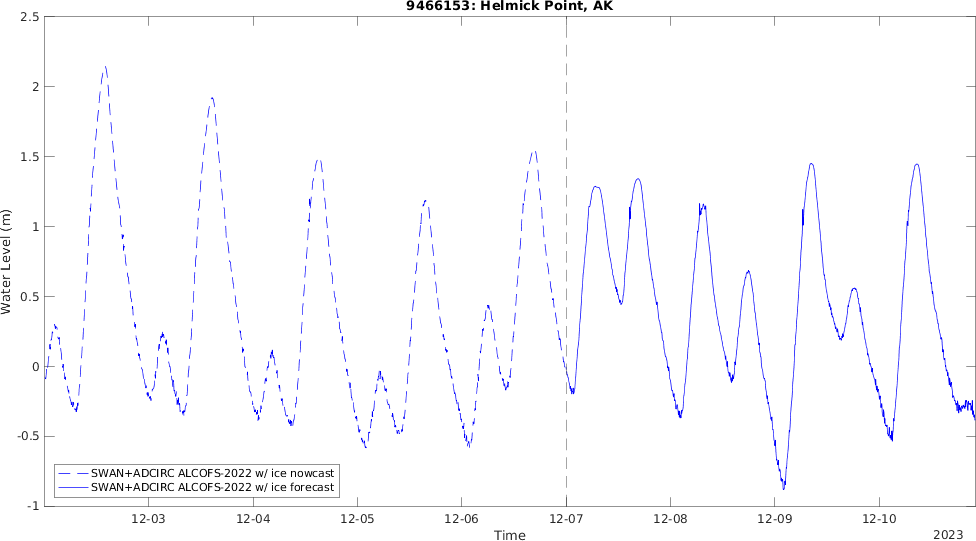 9466153: Helmick Point, AK
2.5
2
1.5
1
0.5
0
-0.5
-1
Water Level (m)
SWAN+ADCIRC ALCOFS-2022 w/ ice nowcast
SWAN+ADCIRC ALCOFS-2022 w/ ice forecast
12-03 12-04 12-05 12-06 12-07 12-08 12-09 12-10
Time
2023